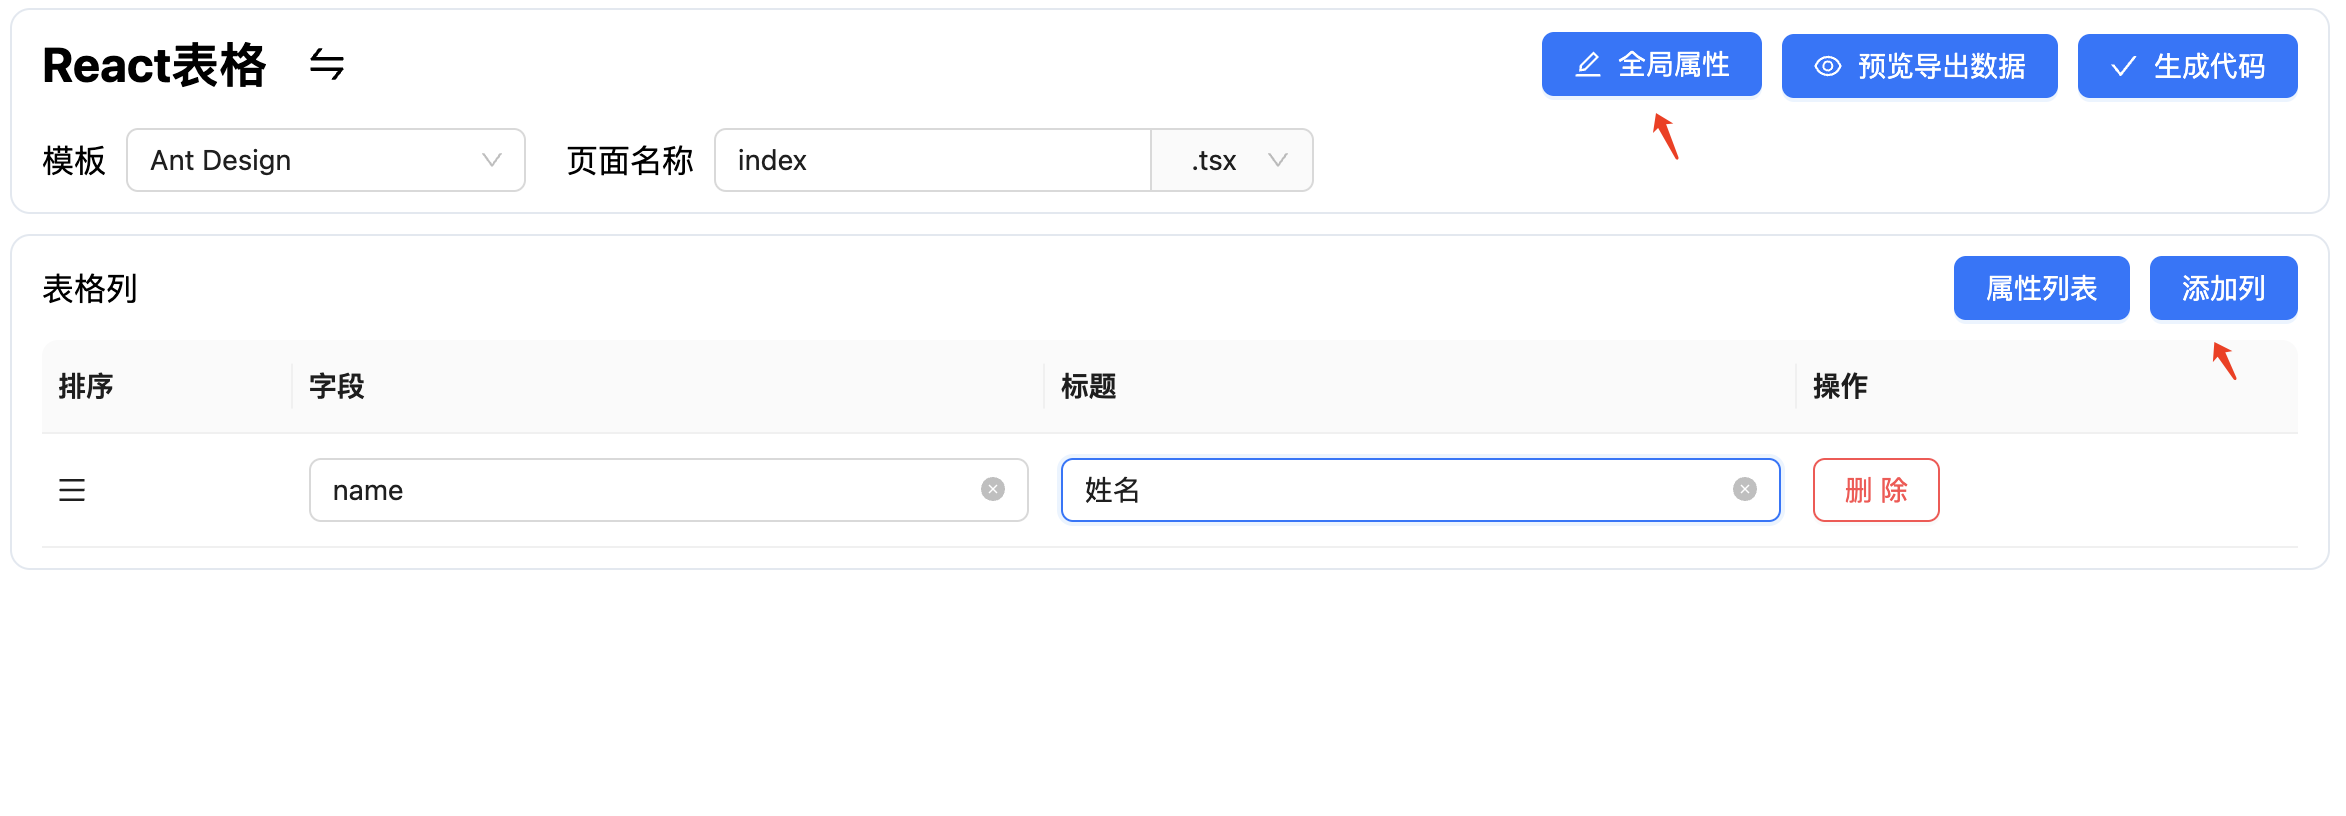 React表格
全局属性
预览导出数据
生成代码
模板
Ant Design
页面名称
index
.tsx
表格列
属性列表
添加列
排序
字段
标题
操作
name
姓名
删 除